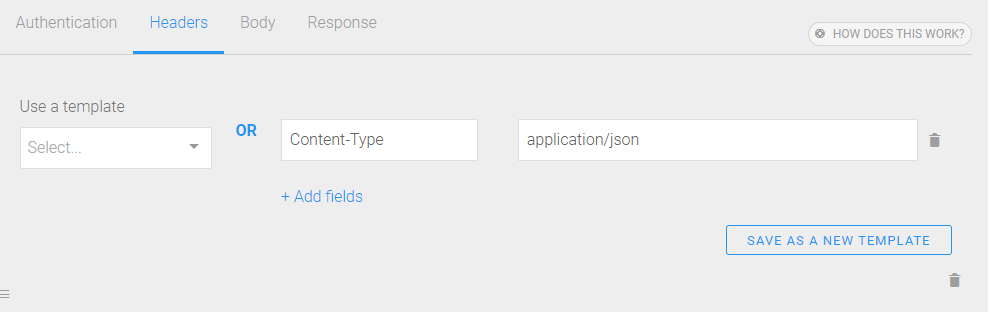 Authentication Headers Body Response
HOW DOES THIS WORK?
Use a template
OR
Select...
Content-Type
application/json
+ Add fields
SAVE AS A NEW TEMPLATE